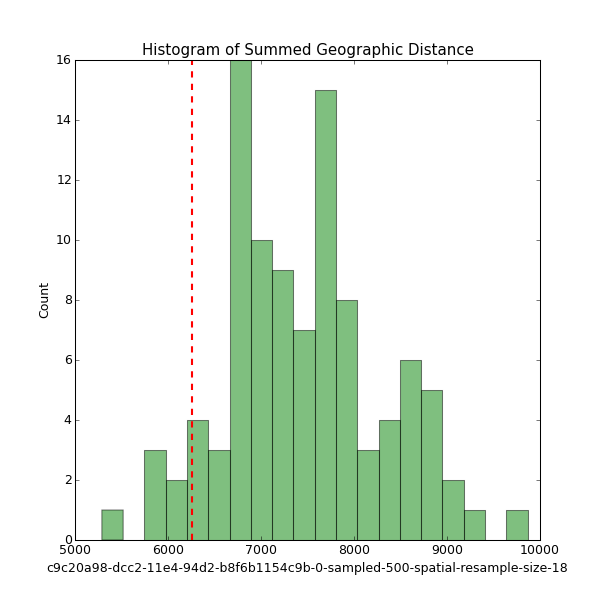 Histogram of Summed Geographic Distance
16
14
12
10
8
6
4
2
0
Count
5000 6000 7000 8000 9000 10000
c9c20a98-dcc2-11e4-94d2-b8f6b1154c9b-0-sampled-500-spatial-resample-size-18